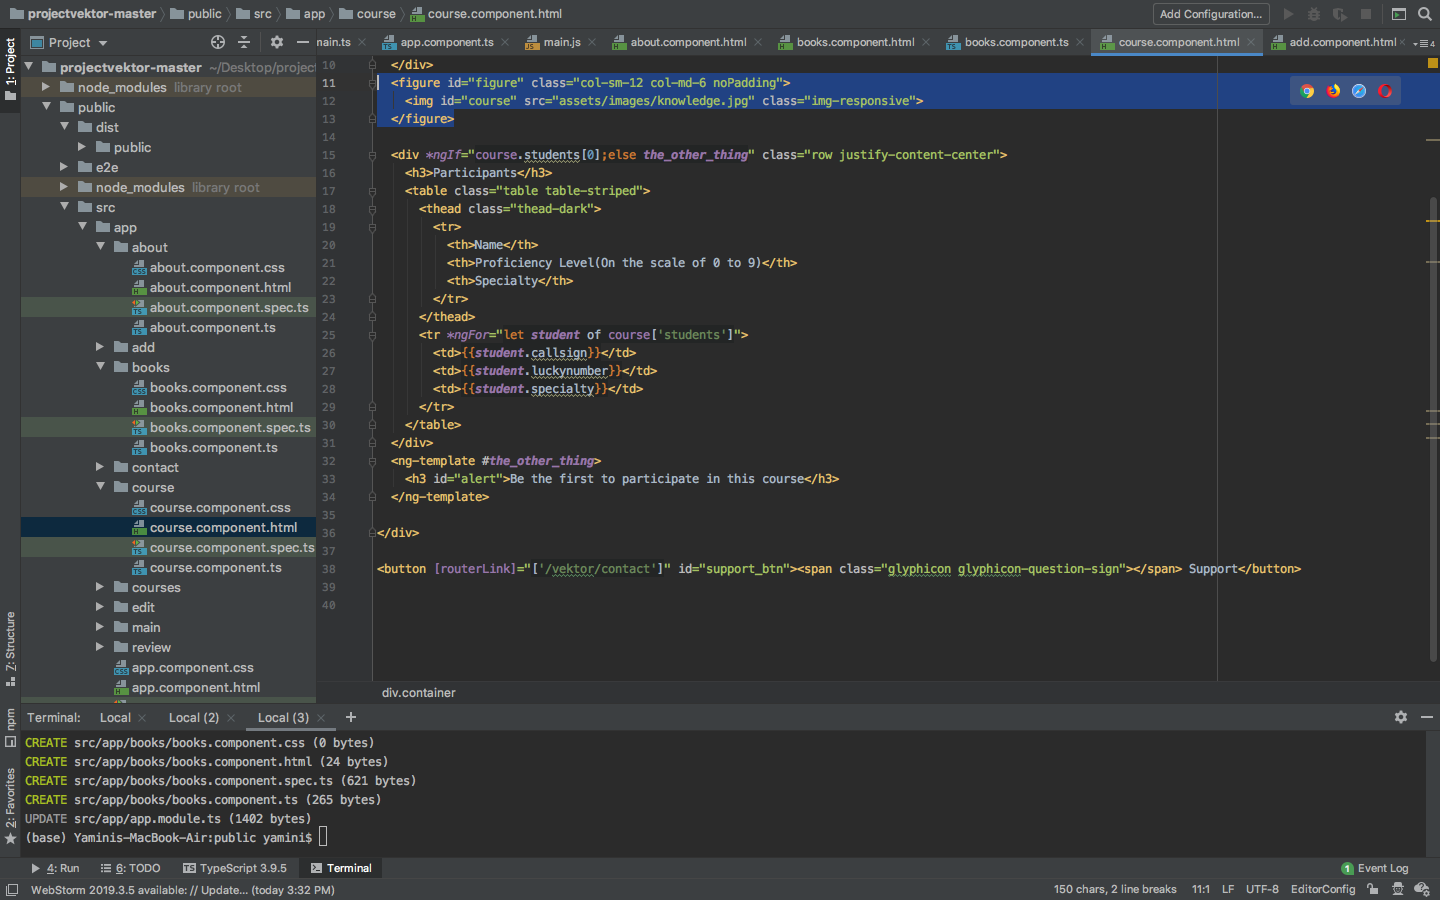 projectvektor-master public src app course course.component.html Add Configuration...
1: Project
Project
main.ts app.component.ts main.js about.component.html books.component.html books.component.ts course.component.html add.component.html 4
projectvektor-master ~/Desktop/project
node_modules library root
public
dist
public
e2e
node_modules library root
src
app
about
about.component.css
about.component.html
about.component.spec.ts
about.component.ts
add
books
books.component.css
books.component.html
books.component.spec.ts
books.component.ts
contact
course
course.component.css
course.component.html
course.component.spec.ts
course.component.ts
courses
edit
main
review
app.component.css
app.component.html
10 </div>
11 <figure id="figure" class="col-sm-12 col-md-6 noPadding">
12 <img id="course" src="assets/images/knowledge.jpg" class="img-responsive">
13 </figure>
14
15 <div *ngIf="course.students[0];else the_other_thing" class="row justify-content-center">
16 <h3>Participants</h3>
17 <table class="table table-striped">
18 <thead class="thead-dark">
19 <tr>
20 <th>Name</th>
21 <th>Proficiency Level(On the scale of 0 to 9)</th>
22 <th>Specialty</th>
23 </tr>
24 </thead>
25 <tr *ngFor="let student of course['students']">
26 <td>{{student.callsign}}</td>
27 <td>{{student.luckynumber}}</td>
28 <td>{{student.specialty}}</td>
29 </tr>
30 </table>
31 </div>
32 <ng-template #the_other_thing>
33 <h3 id="alert">Be the first to participate in this course</h3>
34 </ng-template>
35
36 </div>
37
38 <button [routerLink]="['/vektor/contact']" id="support_btn"><span class="glyphicon glyphicon-question-sign"></span> Support</button>
39
40
div.container
7: Structure
npm
2: Favorites
Terminal: Local Local (2) Local (3)
CREATE src/app/books/books.component.css (0 bytes)
CREATE src/app/books/books.component.html (24 bytes)
CREATE src/app/books/books.component.spec.ts (621 bytes)
CREATE src/app/books/books.component.ts (265 bytes)
UPDATE src/app/app.module.ts (1402 bytes)
(base) Yaminis-MacBook-Air:public yamini$
4: Run 6: TODO TypeScript 3.9.5 Terminal 1 Event Log
WebStorm 2019.3.5 available: // Update... (today 3:32 PM) 150 chars, 2 line breaks 11:1 LF UTF-8 EditorConfig